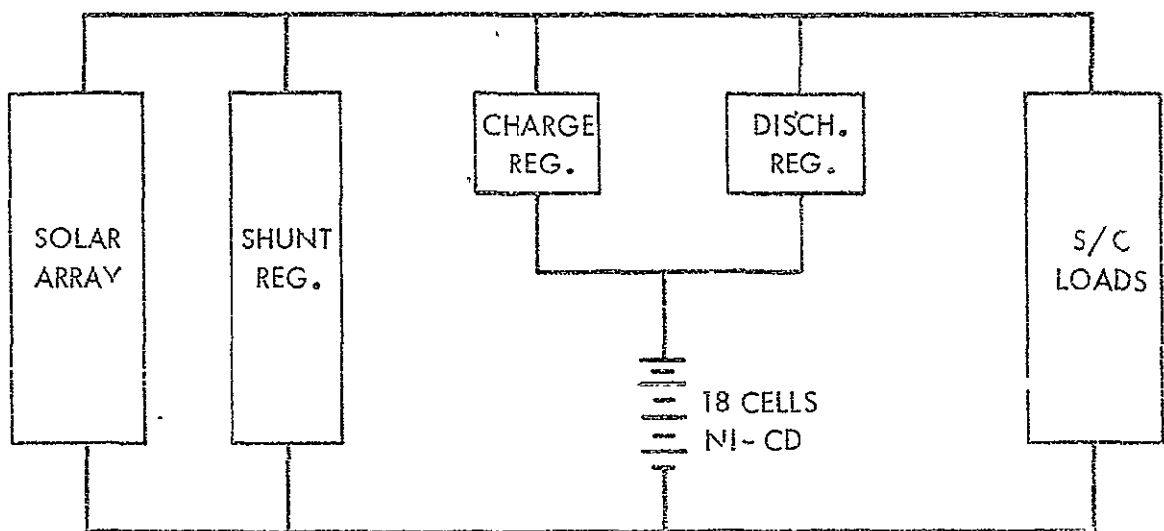 SOLAR
ARRAY
SHUNT
REG.
CHARGE
REG.
DISCH.
REG.
18 CELLS
NI-CD
S/C
LOADS